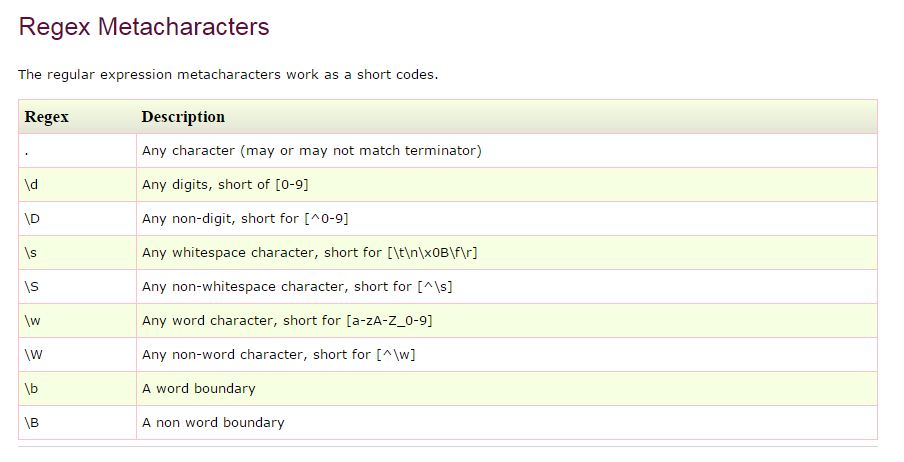 Regex Metacharacters
The regular expression metacharacters work as a short codes.
Regex Description
. Any character (may or may not match terminator)
\d Any digits, short of [0-9]
\D Any non-digit, short for [^0-9]
\s Any whitespace character, short for [\t\n\x0B\f\r]
\S Any non-whitespace character, short for [^\s]
\w Any word character, short for [a-zA-Z_0-9]
\W Any non-word character, short for [^\w]
\b A word boundary
\B A non word boundary